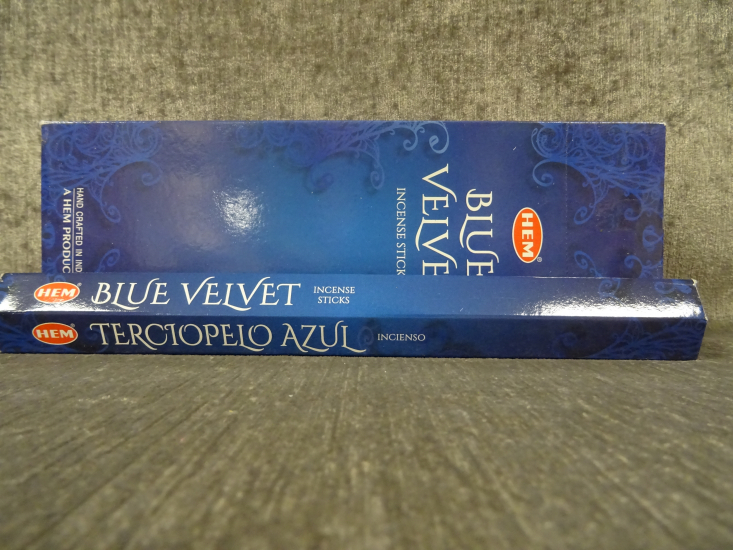 HAND CRAFTED IN IND
A HEM PRODUC
BLUE
VELVE
INCENSE STICK
HEM
HEM BLUE VELVET INCENSE
STICKS
HEM TERCIOPELO AZUL INCIENSO